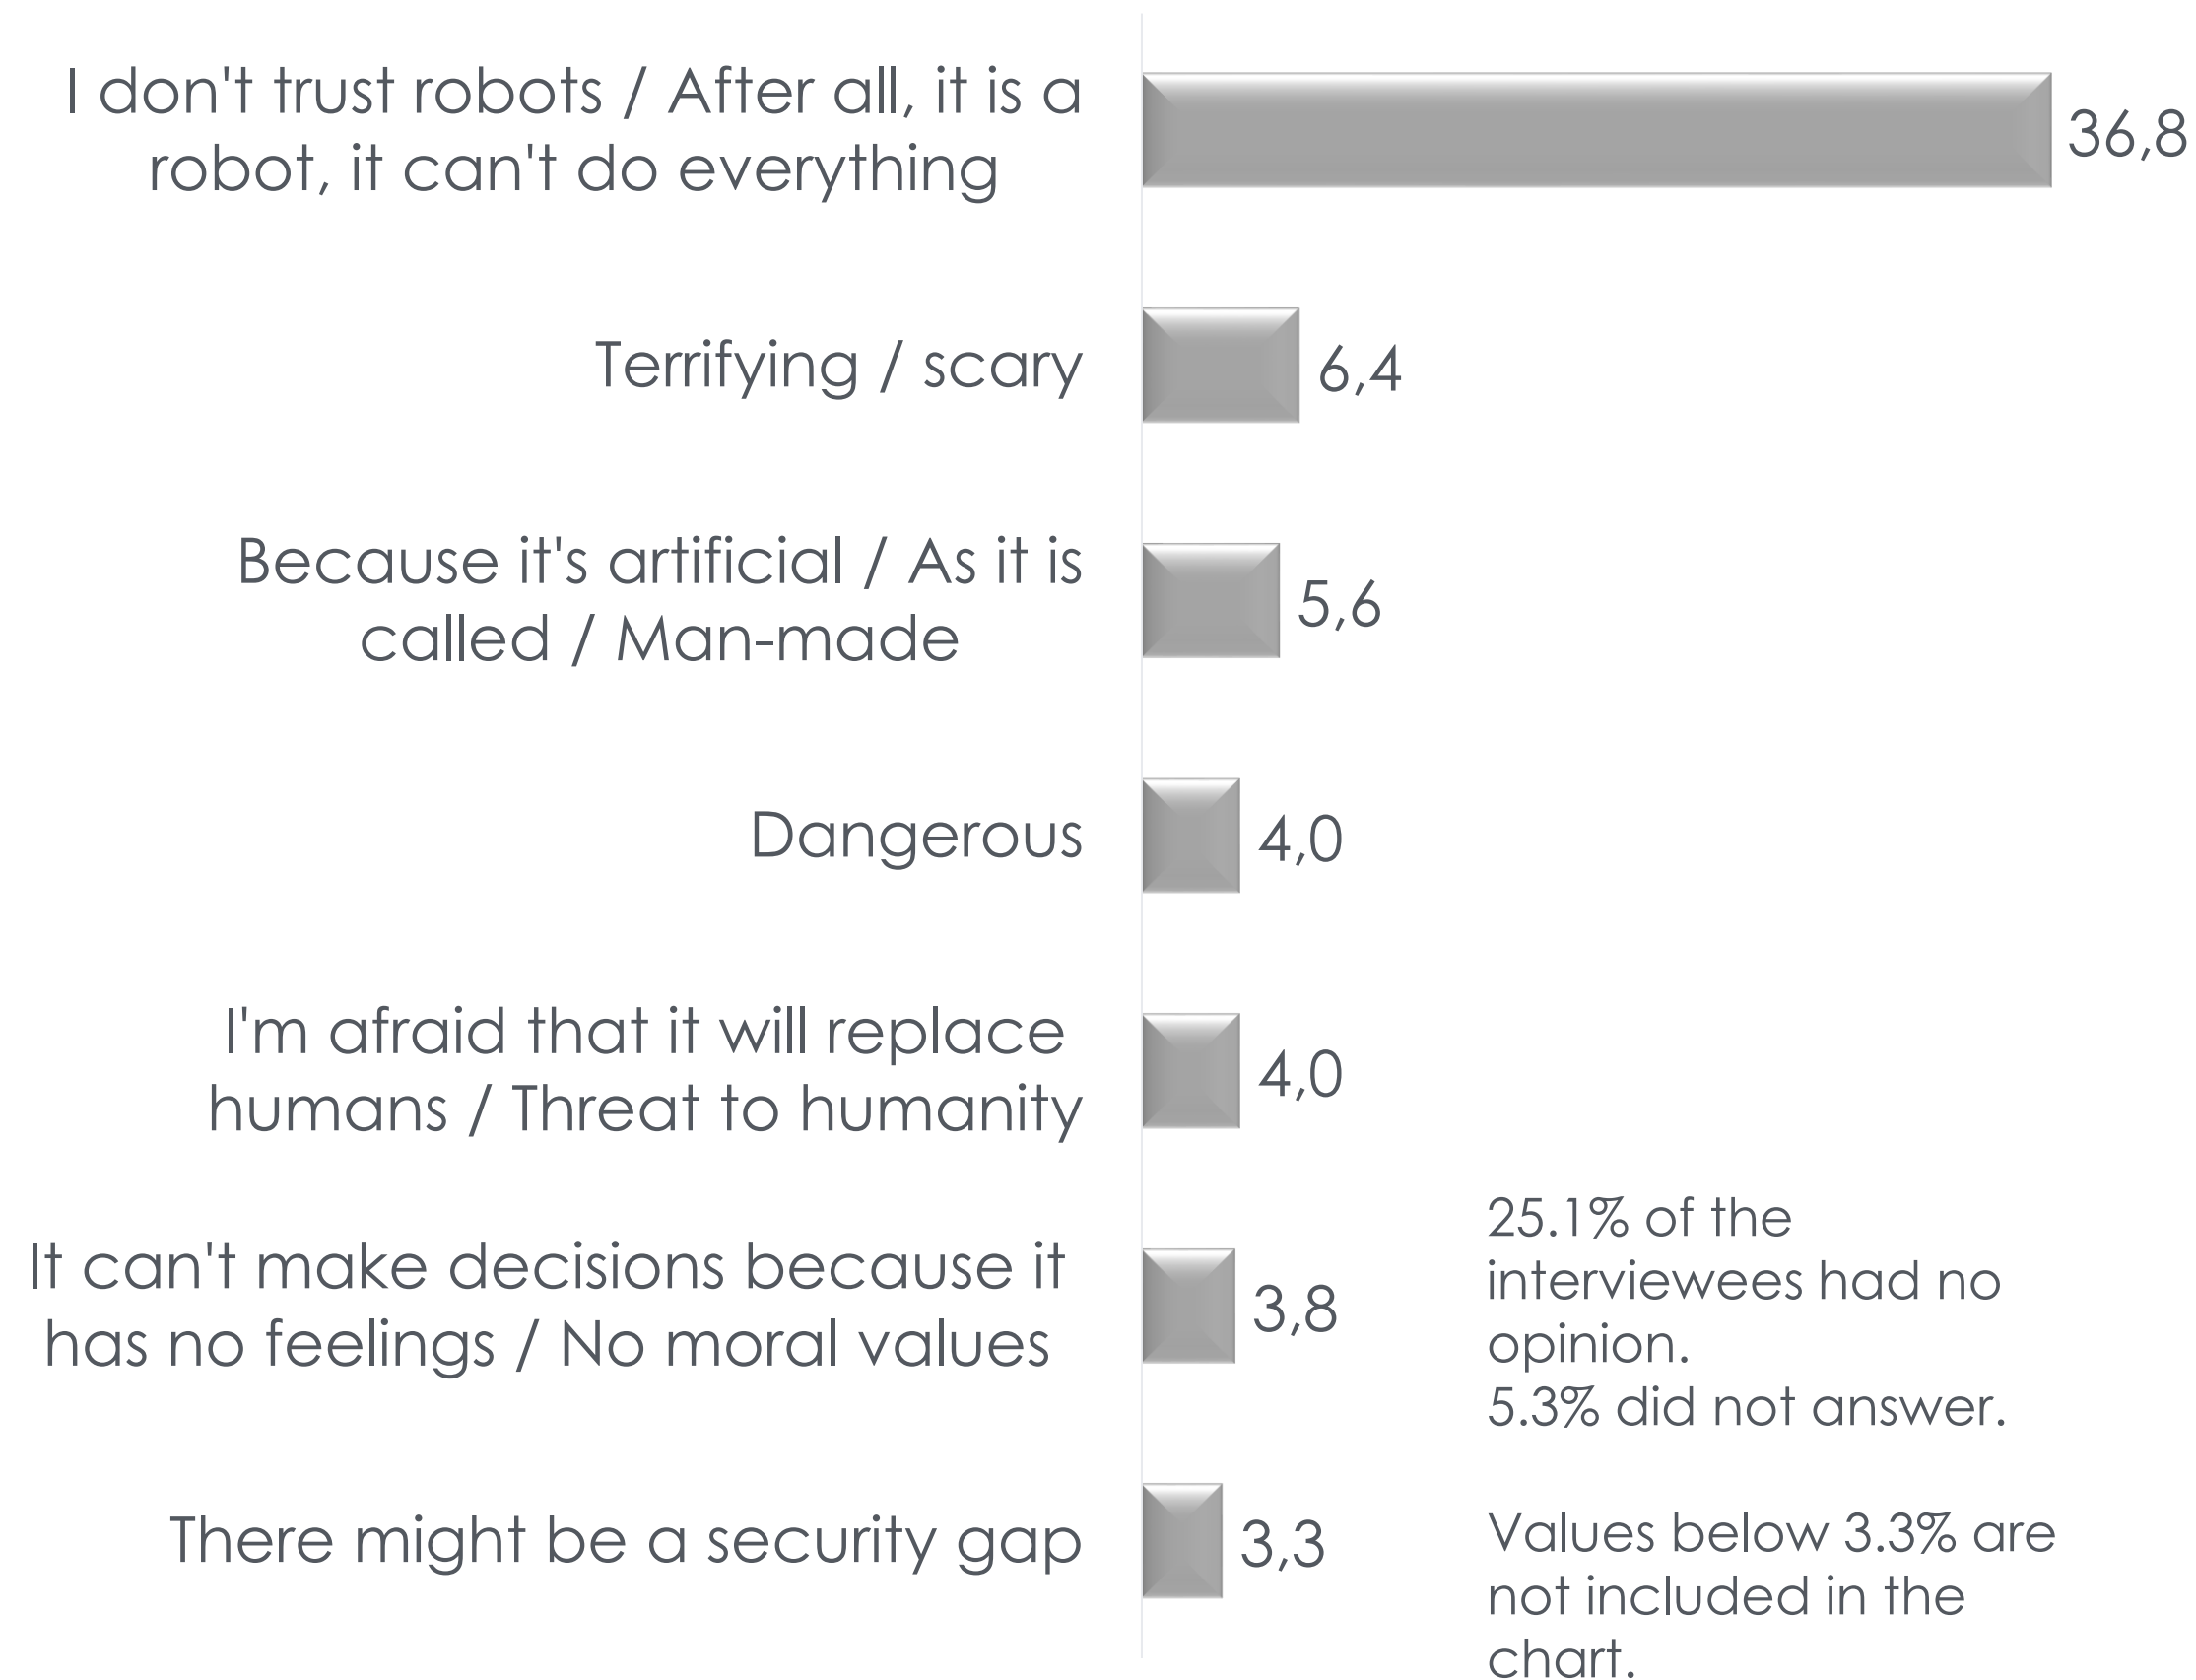 I don't trust robots / After all, it is a
robot, it can't do everything
36,8
Terrifying / scary
6,4
Because it's artificial / As it is
called / Man-made
5,6
Dangerous
4,0
I'm afraid that it will replace
humans / Threat to humanity
4,0
It can't make decisions because it
has no feelings / No moral values
3,8
There might be a security gap
3,3
25.1% of the
interviewees had no
opinion.
5.3% did not answer.
Values below 3.3% are
not included in the
chart.